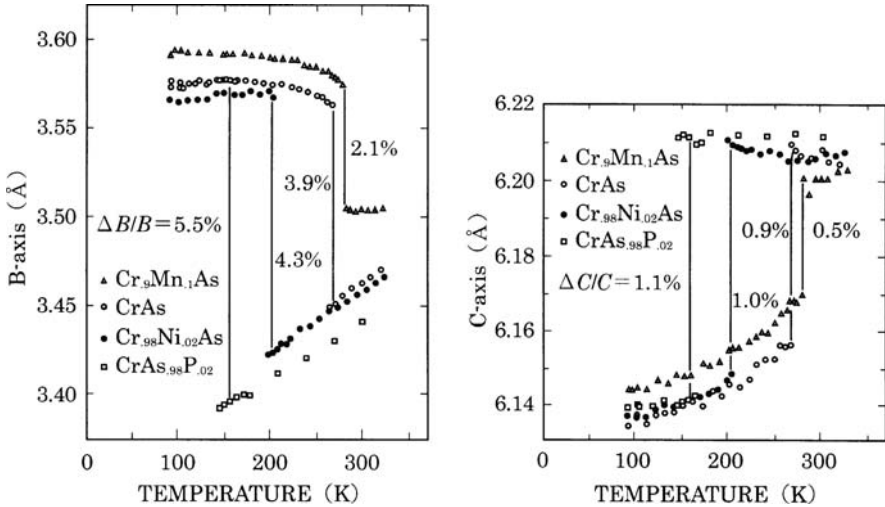 3.60
3.55
3.50
3.45
3.40
B-axis (Å)
2.1%
3.9%
ΔB/B=5.5%
4.3%
Cr.9Mn.1As
CrAs
Cr.98Ni.02As
CrAs.98P.02
0
100
200
300
TEMPERATURE (K)
6.22
6.20
6.18
6.16
6.14
C-axis (Å)
Cr.9Mn.1As
CrAs
Cr.98Ni.02As
CrAs.98P.02
0.9%
0.5%
ΔC/C=1.1%
1.0%
0
100
200
300
TEMPERATURE (K)